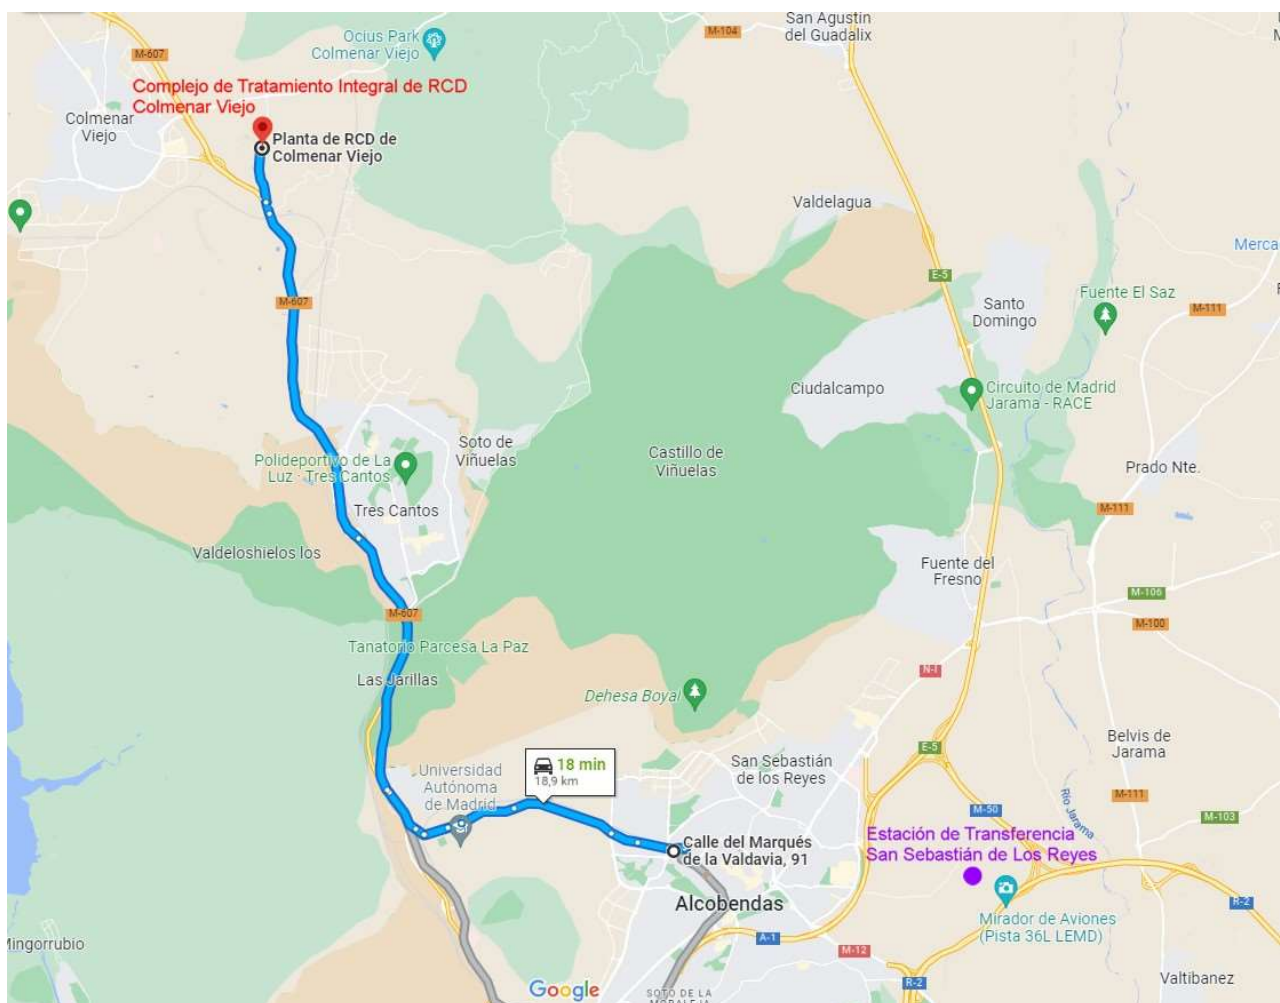 San Agustín
del Guadalix
M-104
M-607
Ocius Park
Colmenar Viejo
Complejo de Tratamiento Integral de RCD
Colmenar Viejo
Colmenar
Viejo
Planta de RCD de
Colmenar Viejo
Valdelagua
Merca
E-5
M-607
Santo
Domingo
Fuente El Saz
M-111
Ciudalcampo
Circuito de Madrid
Jarama - RACE
Soto de
Viñuelas
Castillo de
Viñuelas
Polideportivo de La
Luz - Tres Cantos
Prado Nte.
Tres Cantos
M-111
Valdeloshielos los
Fuente del
Fresno
M-106
M-607
M-100
Tanatorio Parcesa La Paz
Las Jarillas
N-I
Dehesa Boyal
E-5
Belvis de
Jarama
San Sebastián
de los Reyes
18 min
18,9 km
Universidad
Autónoma
de Madrid
M-111
M-50
Río Jarama
M-103
Estación de Transferencia
San Sebastián de Los Reyes
Calle del Marqués
de la Valdavia, 91
Alcobendas
Mirador de Aviones
(Pista 36L LEMD)
R-2
A-1
M-12
Mingorrubio
R-2
Valtibanez
Google
SOTO DE LA
MORALEJA